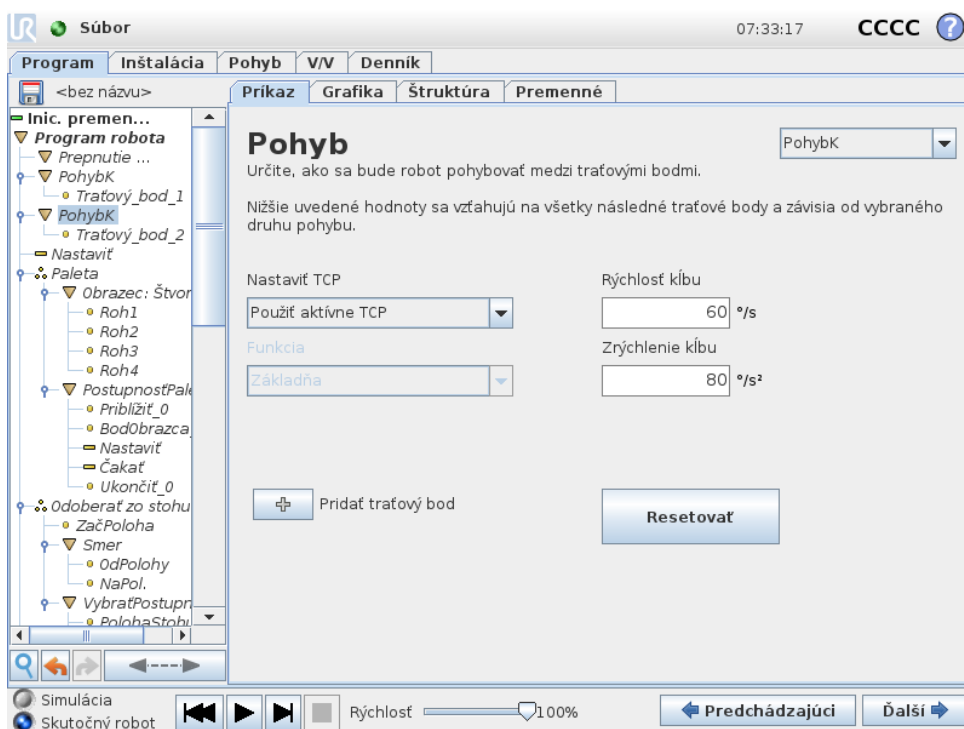 UR Súbor 07:33:17 CCCC ?
Program Inštalácia Pohyb V/V Denník
<bez názvu> Príkaz Grafika Štruktúra Premenné
Inic. premen...
Program robota
Prepnutie ...
PohybK
Traťový_bod_1
PohybK
Traťový_bod_2
Nastaviť
Paleta
Obrazec: Štvor
Roh1
Roh2
Roh3
Roh4
PostupnosťPale
Priblížiť_0
BodObrazca
Nastaviť
Čakať
Ukončiť_0
Odoberať zo stohu
ZačPoloha
Smer
OdPolohy
NaPol.
VybraťPostupn
PolohaStohu
Pohyb PohybK
Určite, ako sa bude robot pohybovať medzi traťovými bodmi.
Nižšie uvedené hodnoty sa vzťahujú na všetky následné traťové body a závisia od vybraného
druhu pohybu.
Nastaviť TCP Rýchlosť kĺbu
Použiť aktívne TCP 60 °/s
Funkcia Zrýchlenie kĺbu
Základňa 80 °/s²
Pridať traťový bod Resetovať
Simulácia
Skutočný robot
Rýchlosť 100% Predchádzajúci Ďalší